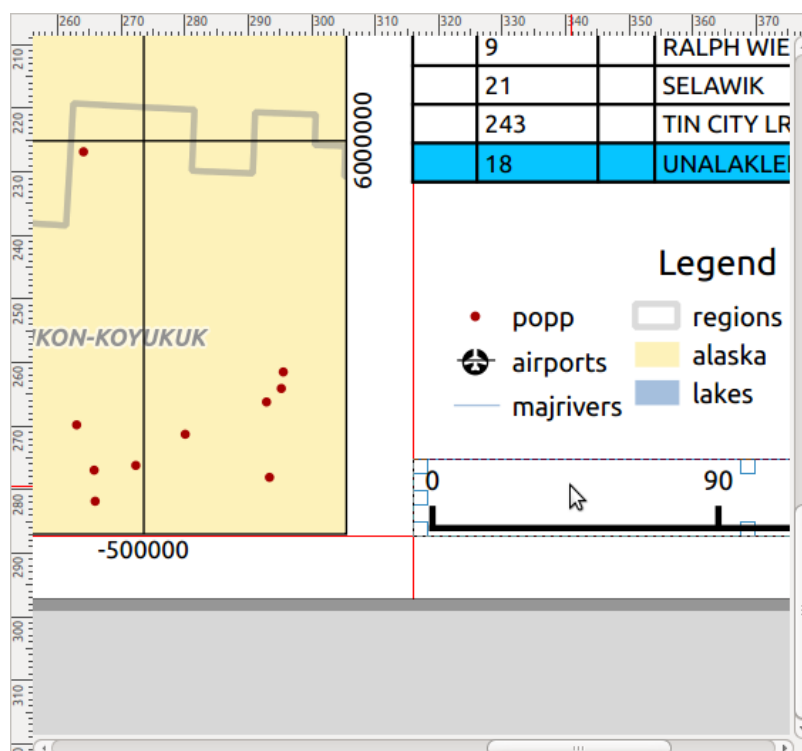 260 270 280 290 300 310 320 330 340 350 360 370
210
220
230
240
250
260
270
280
290
300
310
9 RALPH WIE
21 SELAWIK
243 TIN CITY LR
18 UNALAKLE
6000000
KON-KOYUKUK
-500000
Legend
popp
airports
majrivers
regions
alaska
lakes
0 90